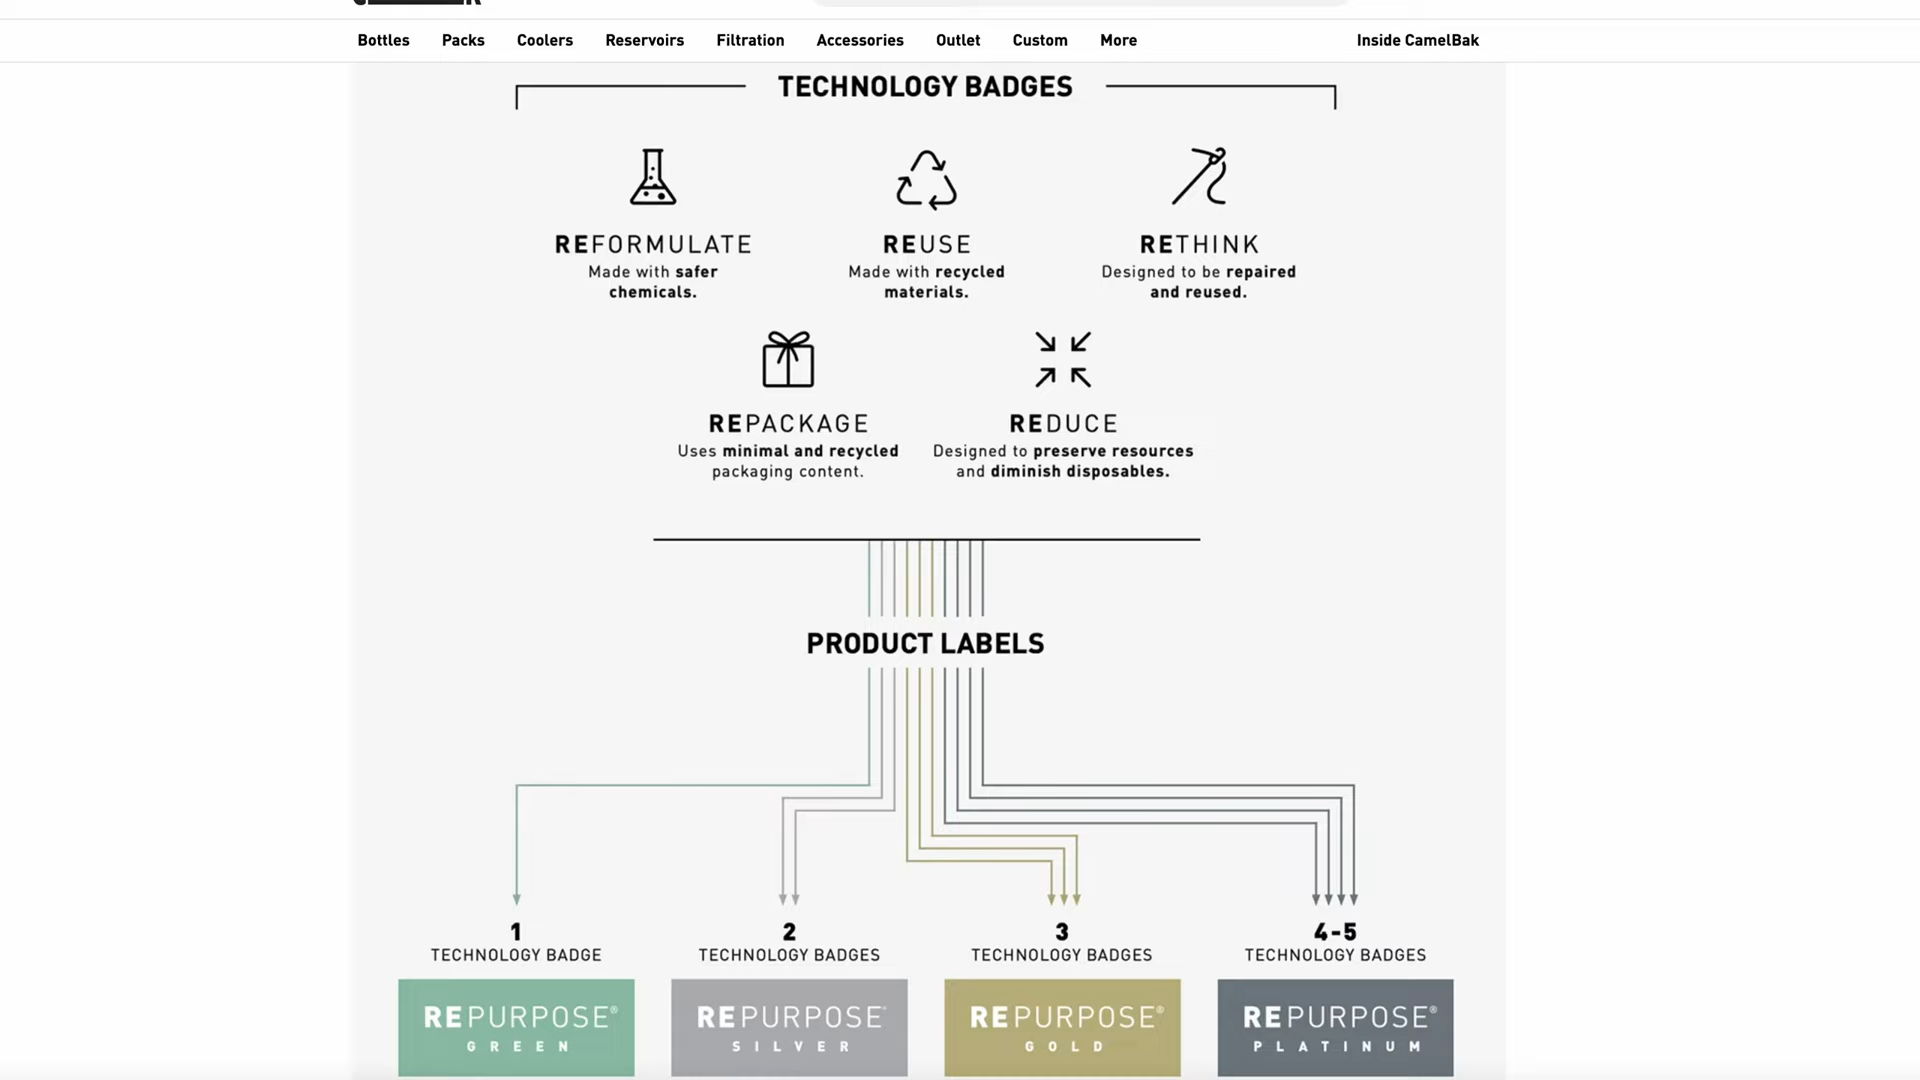 Bottles Packs Coolers Reservoirs Filtration Accessories Outlet Custom More Inside CamelBak
TECHNOLOGY BADGES
REFORMULATE
Made with safer
chemicals.
REUSE
Made with recycled
materials.
RETHINK
Designed to be repaired
and reused.
REPACKAGE
Uses minimal and recycled
packaging content.
REDUCE
Designed to preserve resources
and diminish disposables.
PRODUCT LABELS
1
TECHNOLOGY BADGE
REPURPOSE®
GREEN
2
TECHNOLOGY BADGES
REPURPOSE®
SILVER
3
TECHNOLOGY BADGES
REPURPOSE®
GOLD
4-5
TECHNOLOGY BADGES
REPURPOSE®
PLATINUM